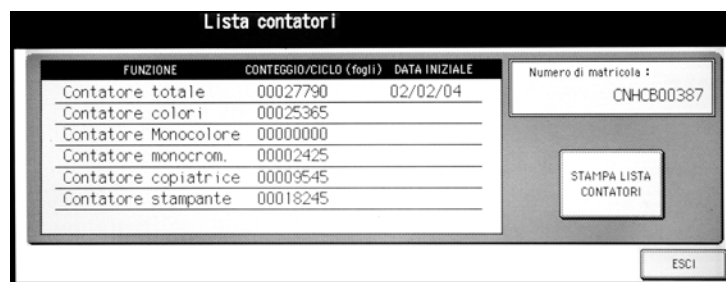 Lista contatori
FUNZIONE CONTEGGIO/CICLO (fogli) DATA INIZIALE
Contatore totale 00027790 02/02/04
Contatore colori 00025365
Contatore Monocolore 00000000
Contatore monocrom. 00002425
Contatore copiatrice 00009545
Contatore stampante 00018245
Numero di matricola :
CNHCB00387
STAMPA LISTA
CONTATORI
ESCI